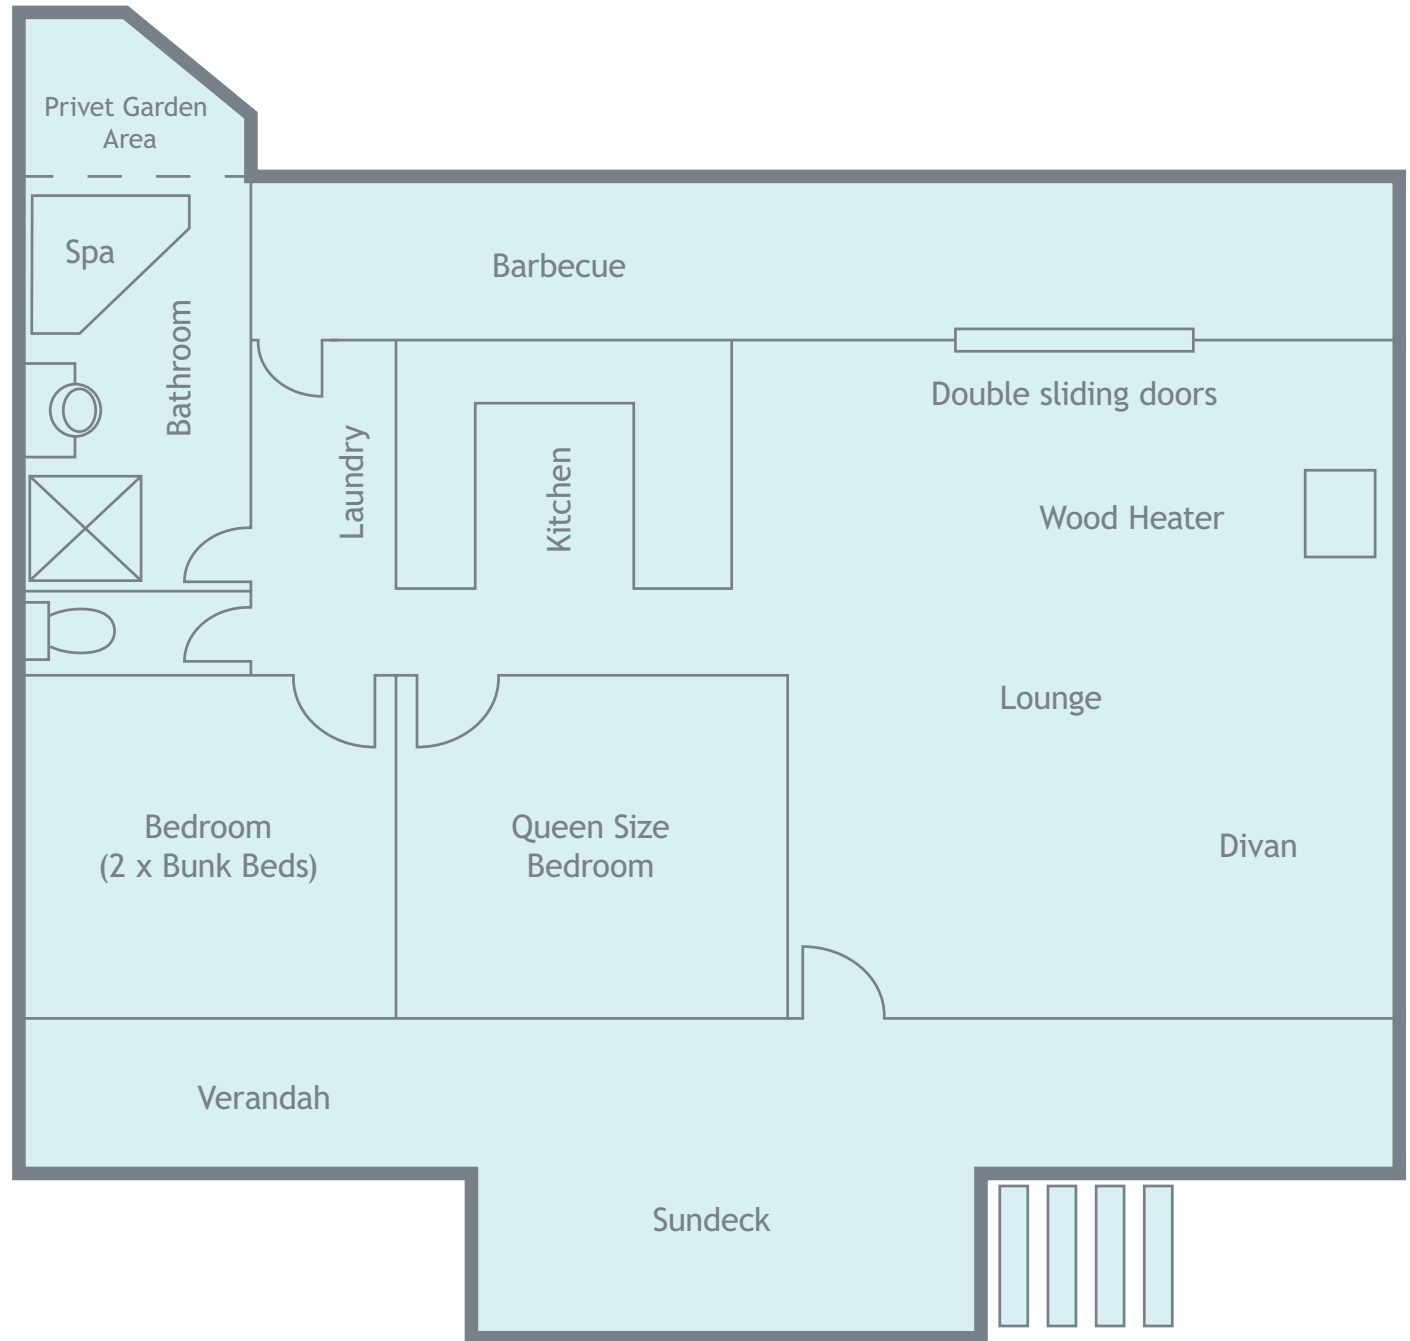 Privet Garden
Area
Spa
Bathroom
Barbecue
Double sliding doors
Laundry
Kitchen
Wood Heater
Lounge
Bedroom
(2 x Bunk Beds)
Queen Size
Bedroom
Divan
Verandah
Sundeck